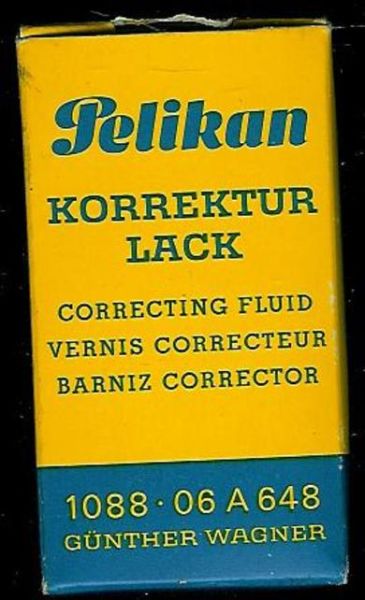 Pelikan
KORREKTUR
LACK
CORRECTING FLUID
VERNIS CORRECTEUR
BARNIZ CORRECTOR
1088 · 06 A 648
GÜNTHER WAGNER